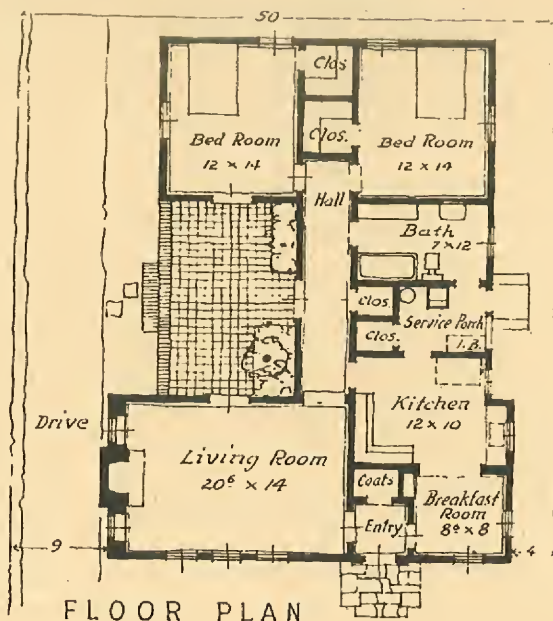 50
Clos
Bed Room
12 x 14
Clos.
Bed Room
12 x 14
Hall
Bath
7 x 12
Clos.
Service Porch
Clos.
I.B.
Kitchen
12 x 10
Drive
Living Room
20⁶ x 14
Coats
Breakfast
Room
8⁶ x 8
Entry
9
4
FLOOR PLAN